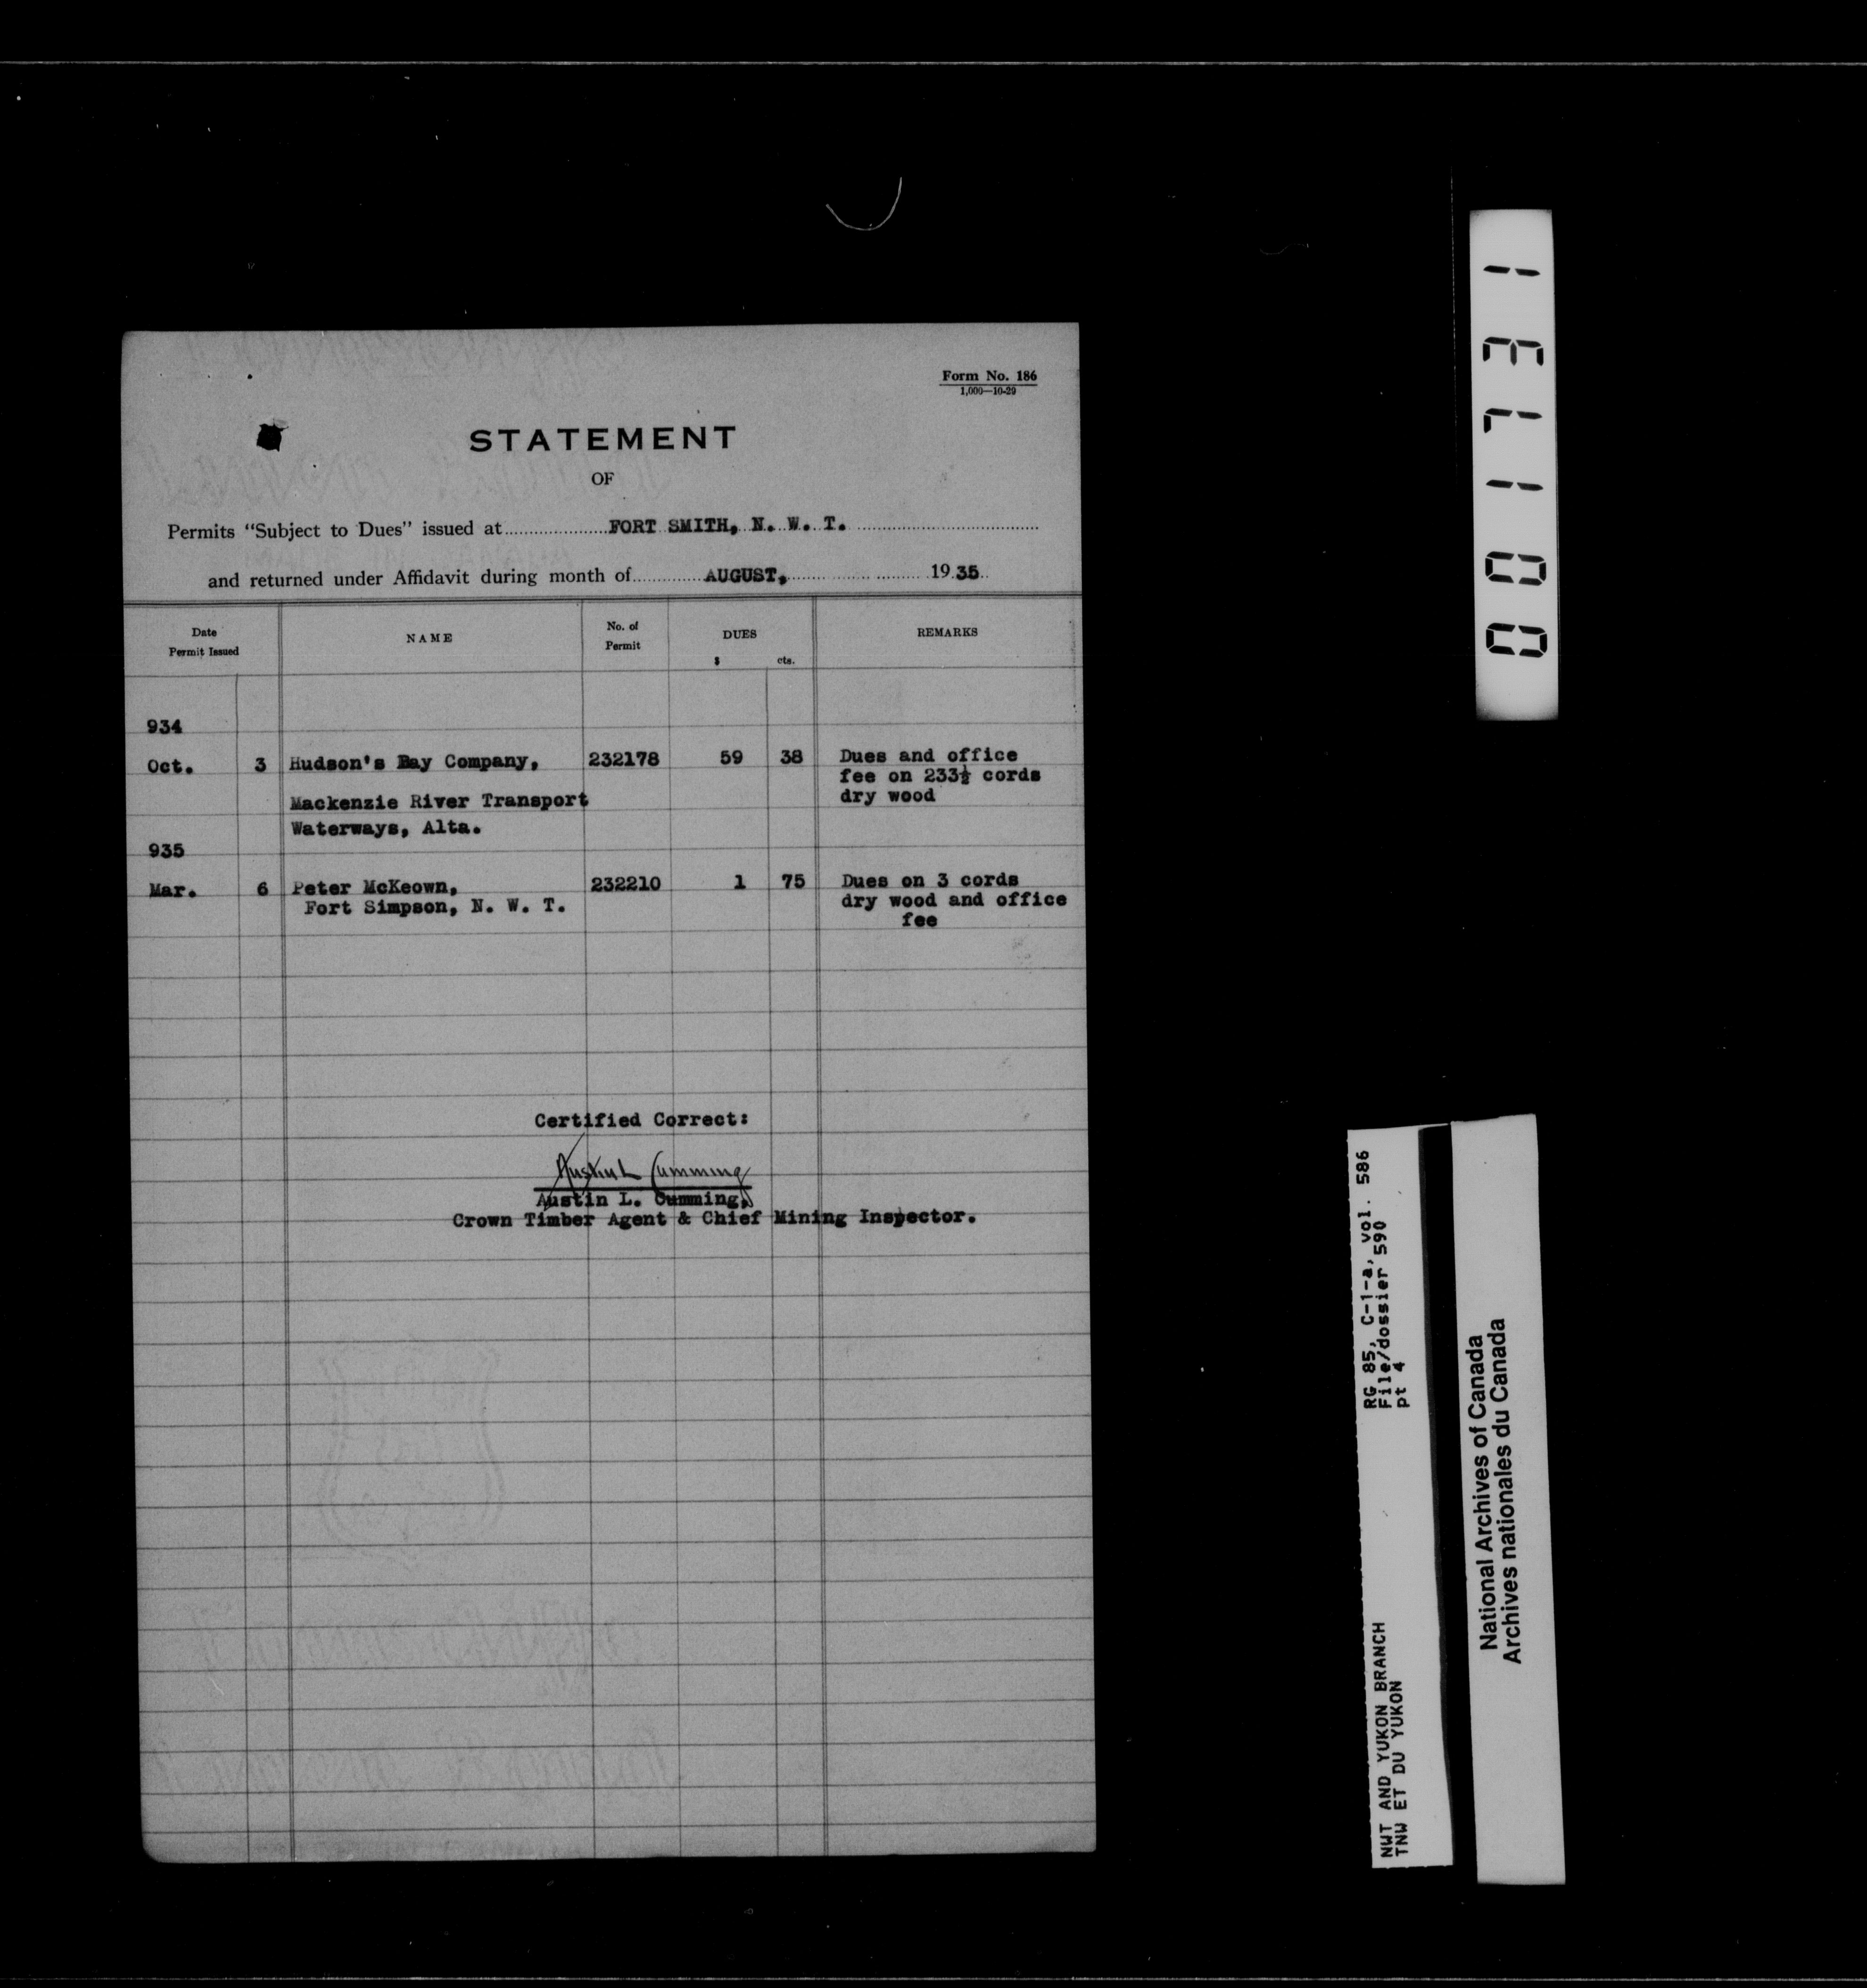 Form No. 186
1,000—10-29
STATEMENT
OF
Permits "Subject to Dues" issued at FORT SMITH, N. W. T.
and returned under Affidavit during month of AUGUST, 1935
Date
Permit Issued
NAME
No. of
Permit
DUES
$ cts.
REMARKS
934
Oct. 3 Hudson's Bay Company, 232178 59 38 Dues and office
fee on 233½ cords
Mackenzie River Transport dry wood
Waterways, Alta.
935
Mar. 6 Peter McKeown, 232210 1 75 Dues on 3 cords
Fort Simpson, N. W. T. dry wood and office
fee
Certified Correct:
Austin L Cumming
Austin L. Cumming,
Crown Timber Agent & Chief Mining Inspector.
001731
RG 85, C-1-a, vol. 586
File/dossier 590
pt 4
NWT AND YUKON BRANCH
TNW ET DU YUKON
National Archives of Canada
Archives nationales du Canada